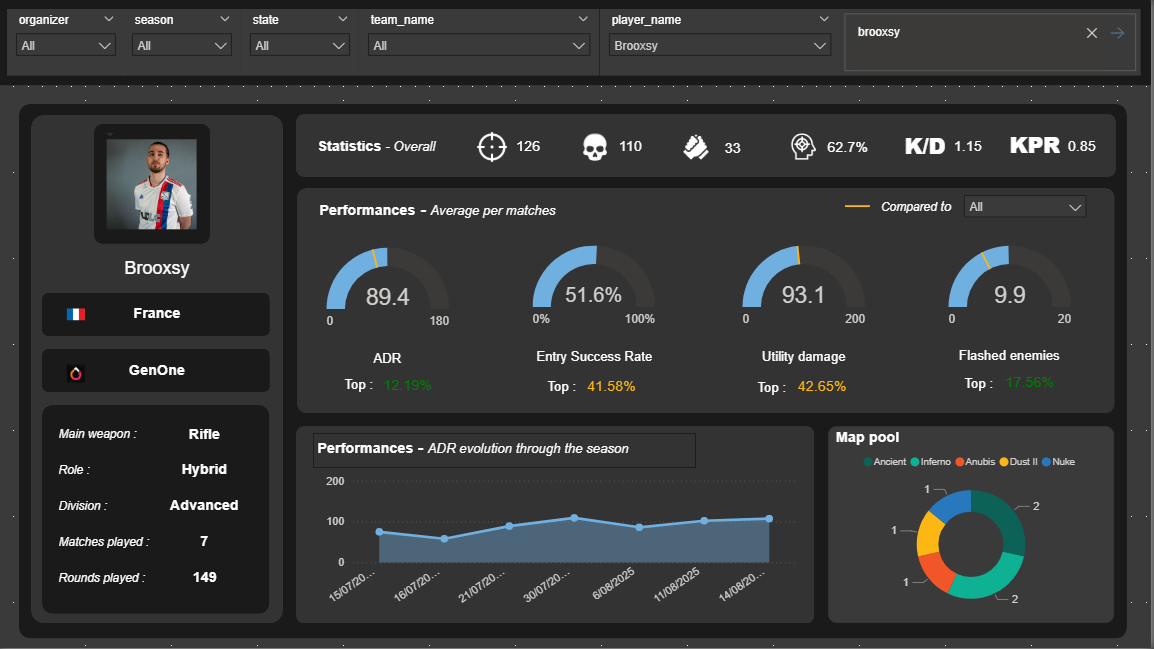 organizer
season
state
team_name
player_name
All
All
All
All
Brooxsy
brooxsy
Brooxsy
France
GenOne
Main weapon : Rifle
Role : Hybrid
Division : Advanced
Matches played : 7
Rounds played : 149
Statistics - Overall
126
110
33
62.7%
K/D 1.15
KPR 0.85
Performances - Average per matches
Compared to
All
89.4
0
180
ADR
Top : 12.19%
51.6%
0%
100%
Entry Success Rate
Top : 41.58%
93.1
0
200
Utility damage
Top : 42.65%
9.9
0
20
Flashed enemies
Top : 17.56%
Performances - ADR evolution through the season
200
100
0
15/07/20...
16/07/20...
21/07/20...
30/07/20...
6/08/2025
11/08/2025
14/08/20...
Map pool
Ancient Inferno Anubis Dust II Nuke
1
2
1
1
2